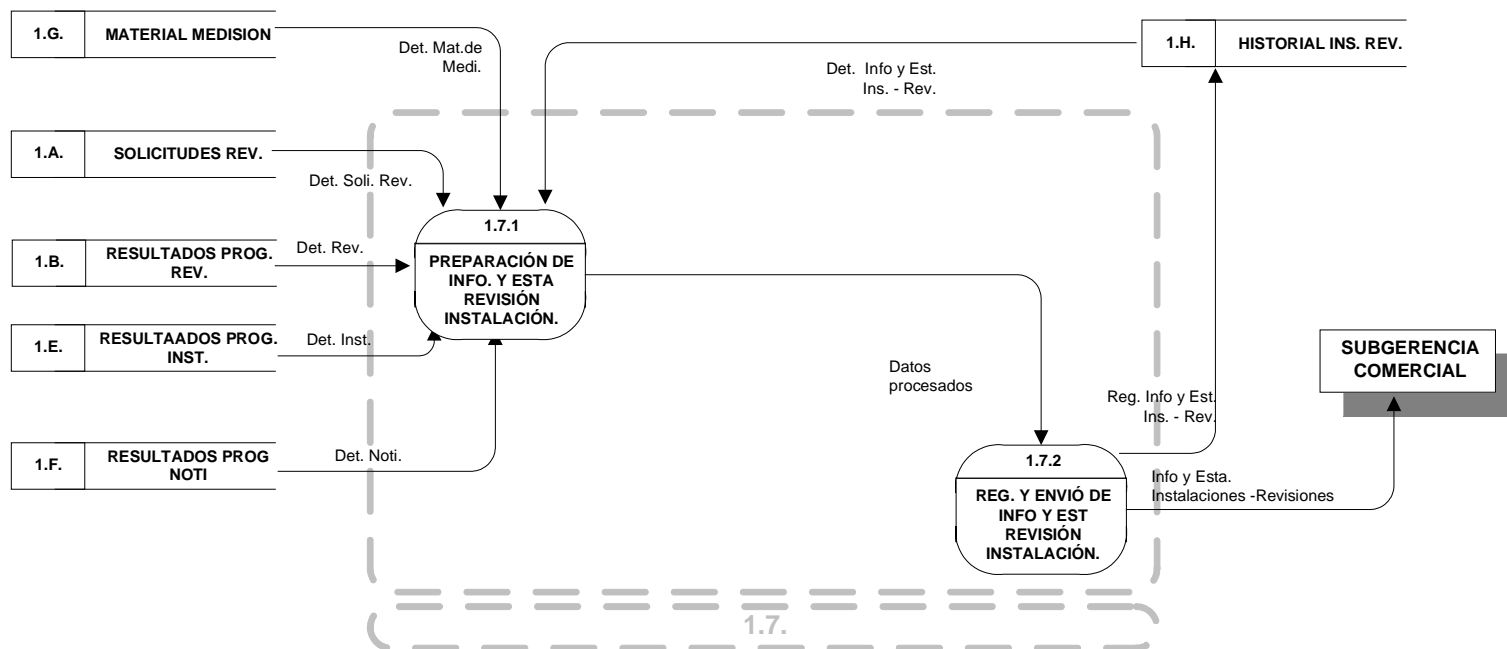 1.G.
MATERIAL MEDISION
Det. Mat.de
Medi.
Det.  Info y Est.
Ins. - Rev.
1.H.
HISTORIAL INS. REV.
1.A.
SOLICITUDES REV.
Det. Soli. Rev.
1.B.
RESULTADOS PROG.
REV.
Det. Rev.
1.7.1
PREPARACIÓN DE
INFO. Y ESTA
REVISIÓN
INSTALACIÓN.
1.E.
RESULTAADOS PROG.
INST.
Det. Inst.
1.F.
RESULTADOS PROG
NOTI
Det. Noti.
Datos
procesados
Reg. Info y Est.
Ins. - Rev.
SUBGERENCIA
COMERCIAL
1.7.2
REG. Y ENVIÓ DE
INFO Y EST
REVISIÓN
INSTALACIÓN.
Info y Esta.
Instalaciones -Revisiones
1.7.